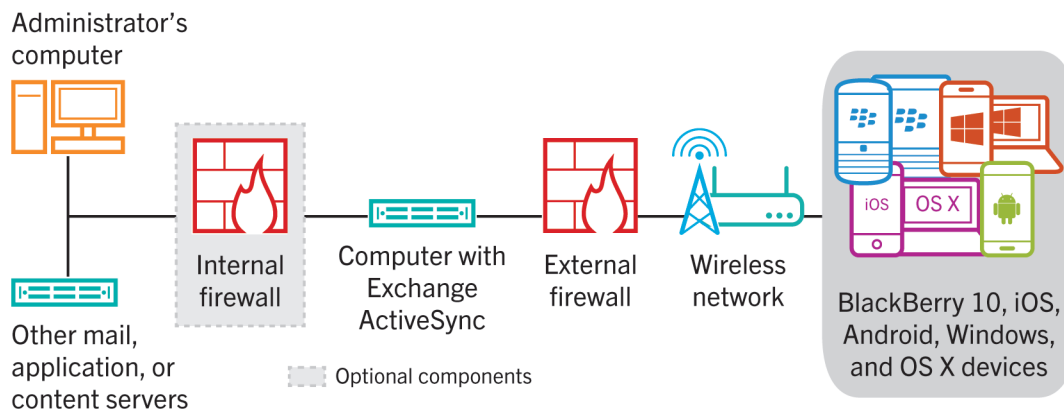 Administrator's
computer
Internal
firewall
Computer with
Exchange
ActiveSync
External
firewall
Wireless
network
iOS
OS X
BlackBerry 10, iOS,
Android, Windows,
and OS X devices
Other mail,
application, or
content servers
Optional components